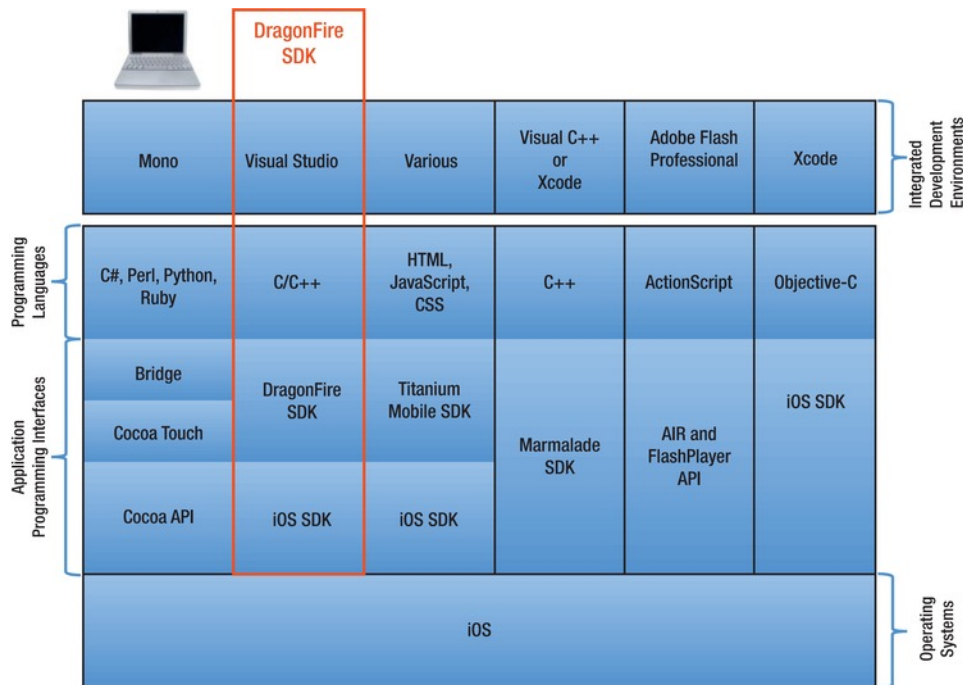 DragonFire
SDK
Mono
Visual Studio
Various
Visual C++
or
Xcode
Adobe Flash
Professional
Xcode
Integrated
Development
Environments
Programming
Languages
C#, Perl, Python,
Ruby
C/C++
HTML,
JavaScript,
CSS
C++
ActionScript
Objective-C
Application
Programming Interfaces
Bridge
Cocoa Touch
Cocoa API
DragonFire
SDK
iOS SDK
Titanium
Mobile SDK
iOS SDK
Marmalade
SDK
AIR and
FlashPlayer
API
iOS SDK
iOS
Operating
Systems